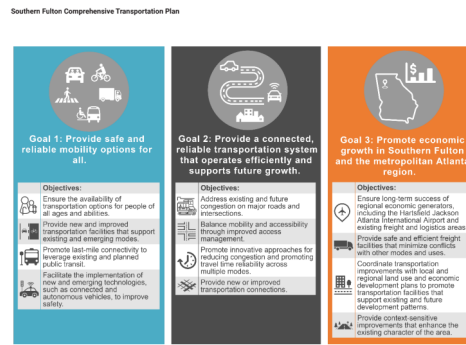 Southern Fulton Comprehensive Transportation Plan
Goal 1: Provide safe and
reliable mobility options for
all.
Objectives:
Ensure the availability of
transportation options for people of
all ages and abilities.
Provide new and improved
transportation facilities that support
existing and emerging modes.
Promote last-mile connectivity to
leverage existing and planned
public transit.
Facilitate the implementation of
new and emerging technologies,
such as connected and
autonomous vehicles, to improve
safety.
Goal 2: Provide a connected,
reliable transportation system
that operates efficiently and
supports future growth.
Objectives:
Address existing and future
congestion on major roads and
intersections.
Balance mobility and accessibility
through improved access
management.
Promote innovative approaches for
reducing congestion and promoting
travel time reliability across
multiple modes.
Provide new or improved
transportation connections.
Goal 3: Promote economic
growth in Southern Fulton
and the metropolitan Atlanta
region.
Objectives:
Ensure long-term success of
regional economic generators,
including the Hartsfield Jackson
Atlanta International Airport and
existing freight and logistics areas
Provide safe and efficient freight
facilities that minimize conflicts
with other modes and uses.
Coordinate transportation
improvements with local and
regional land use and economic
development plans to promote
transportation facilities that
support existing and future
development patterns.
Provide context-sensitive
improvements that enhance the
existing character of the area.